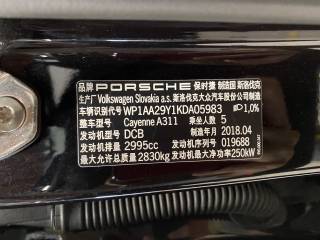 品牌 PORSCHE 保时捷 制造国 斯洛伐克
生产厂 Volkswagen Slovakia a.s. 斯洛伐克大众汽车股份公司制造
车辆识别代号 WP1AA29Y1KDA05983 1,0%
整车型号 Cayenne A311 乘坐人数 5
发动机型号 DCB 制造年月 2018.04
发动机排量 2995cc 发动机号 019688
最大允许总质量 2830kg 发动机最大净功率 250kW